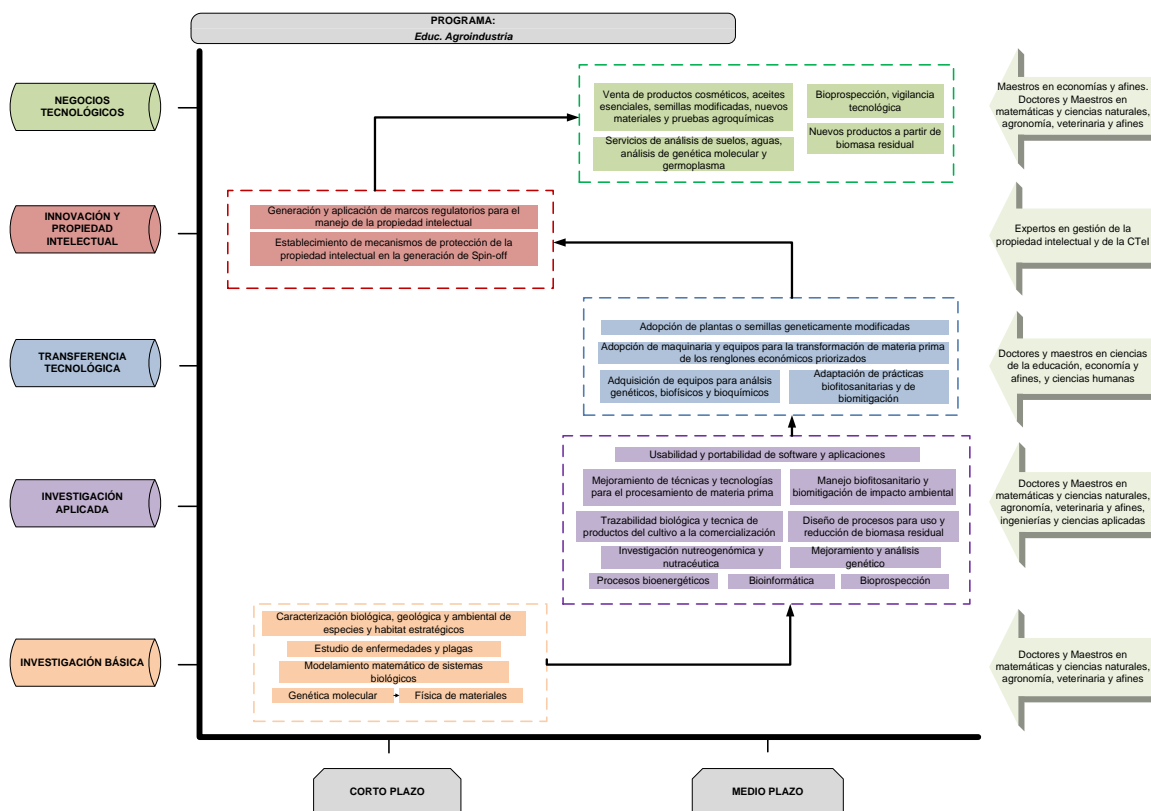 PROGRAMA:
Educ. Agroindustria
NEGOCIOS
TECNOLÓGICOS
Venta de productos cosméticos, aceites
esenciales, semillas modificadas, nuevos
materiales y pruebas agroquímicas
Bioprospección, vigilancia
tecnológica
Servicios de análisis de suelos, aguas,
análisis de genética molecular y
germoplasma
Nuevos productos a partir de
biomasa residual
Maestros en economías y afines.
Doctores y Maestros en
matemáticas y ciencias naturales,
agronomía, veterinaria y afines
INNOVACIÓN Y
PROPIEDAD
INTELECTUAL
Generación y aplicación de marcos regulatorios para el
manejo de la propiedad intelectual
Establecimiento de mecanismos de protección de la
propiedad intelectual en la generación de Spin-off
Expertos en gestión de la
propiedad intelectual y de la CTeI
TRANSFERENCIA
TECNOLÓGICA
Adopción de plantas o semillas geneticamente modificadas
Adopción de maquinaria y equipos para la transformación de materia prima
de los renglones económicos priorizados
Adquisición de equipos para análsis
genéticos, biofísicos y bioquímicos
Adaptación de prácticas
biofitosanitarias y de
biomitigación
Doctores y maestros en ciencias
de la educación, economía y
afines, y ciencias humanas
INVESTIGACIÓN
APLICADA
Usabilidad y portabilidad de software y aplicaciones
Mejoramiento de técnicas y tecnologías
para el procesamiento de materia prima
Manejo biofitosanitario y
biomitigación de impacto ambiental
Trazabilidad biológica y tecnica de
productos del cultivo a la comercialización
Diseño de procesos para uso y
reducción de biomasa residual
Investigación nutreogenómica y
nutracéutica
Mejoramiento y análisis
genético
Procesos bioenergéticos
Bioinformática
Bioprospección
Doctores y Maestros en
matemáticas y ciencias naturales,
agronomía, veterinaria y afines,
ingenierías y ciencias aplicadas
INVESTIGACIÓN BÁSICA
Caracterización biológica, geológica y ambiental de
especies y habitat estratégicos
Estudio de enfermedades y plagas
Modelamiento matemático de sistemas
biológicos
Genética molecular
Física de materiales
Doctores y Maestros en
matemáticas y ciencias naturales,
agronomía, veterinaria y afines
CORTO PLAZO
MEDIO PLAZO